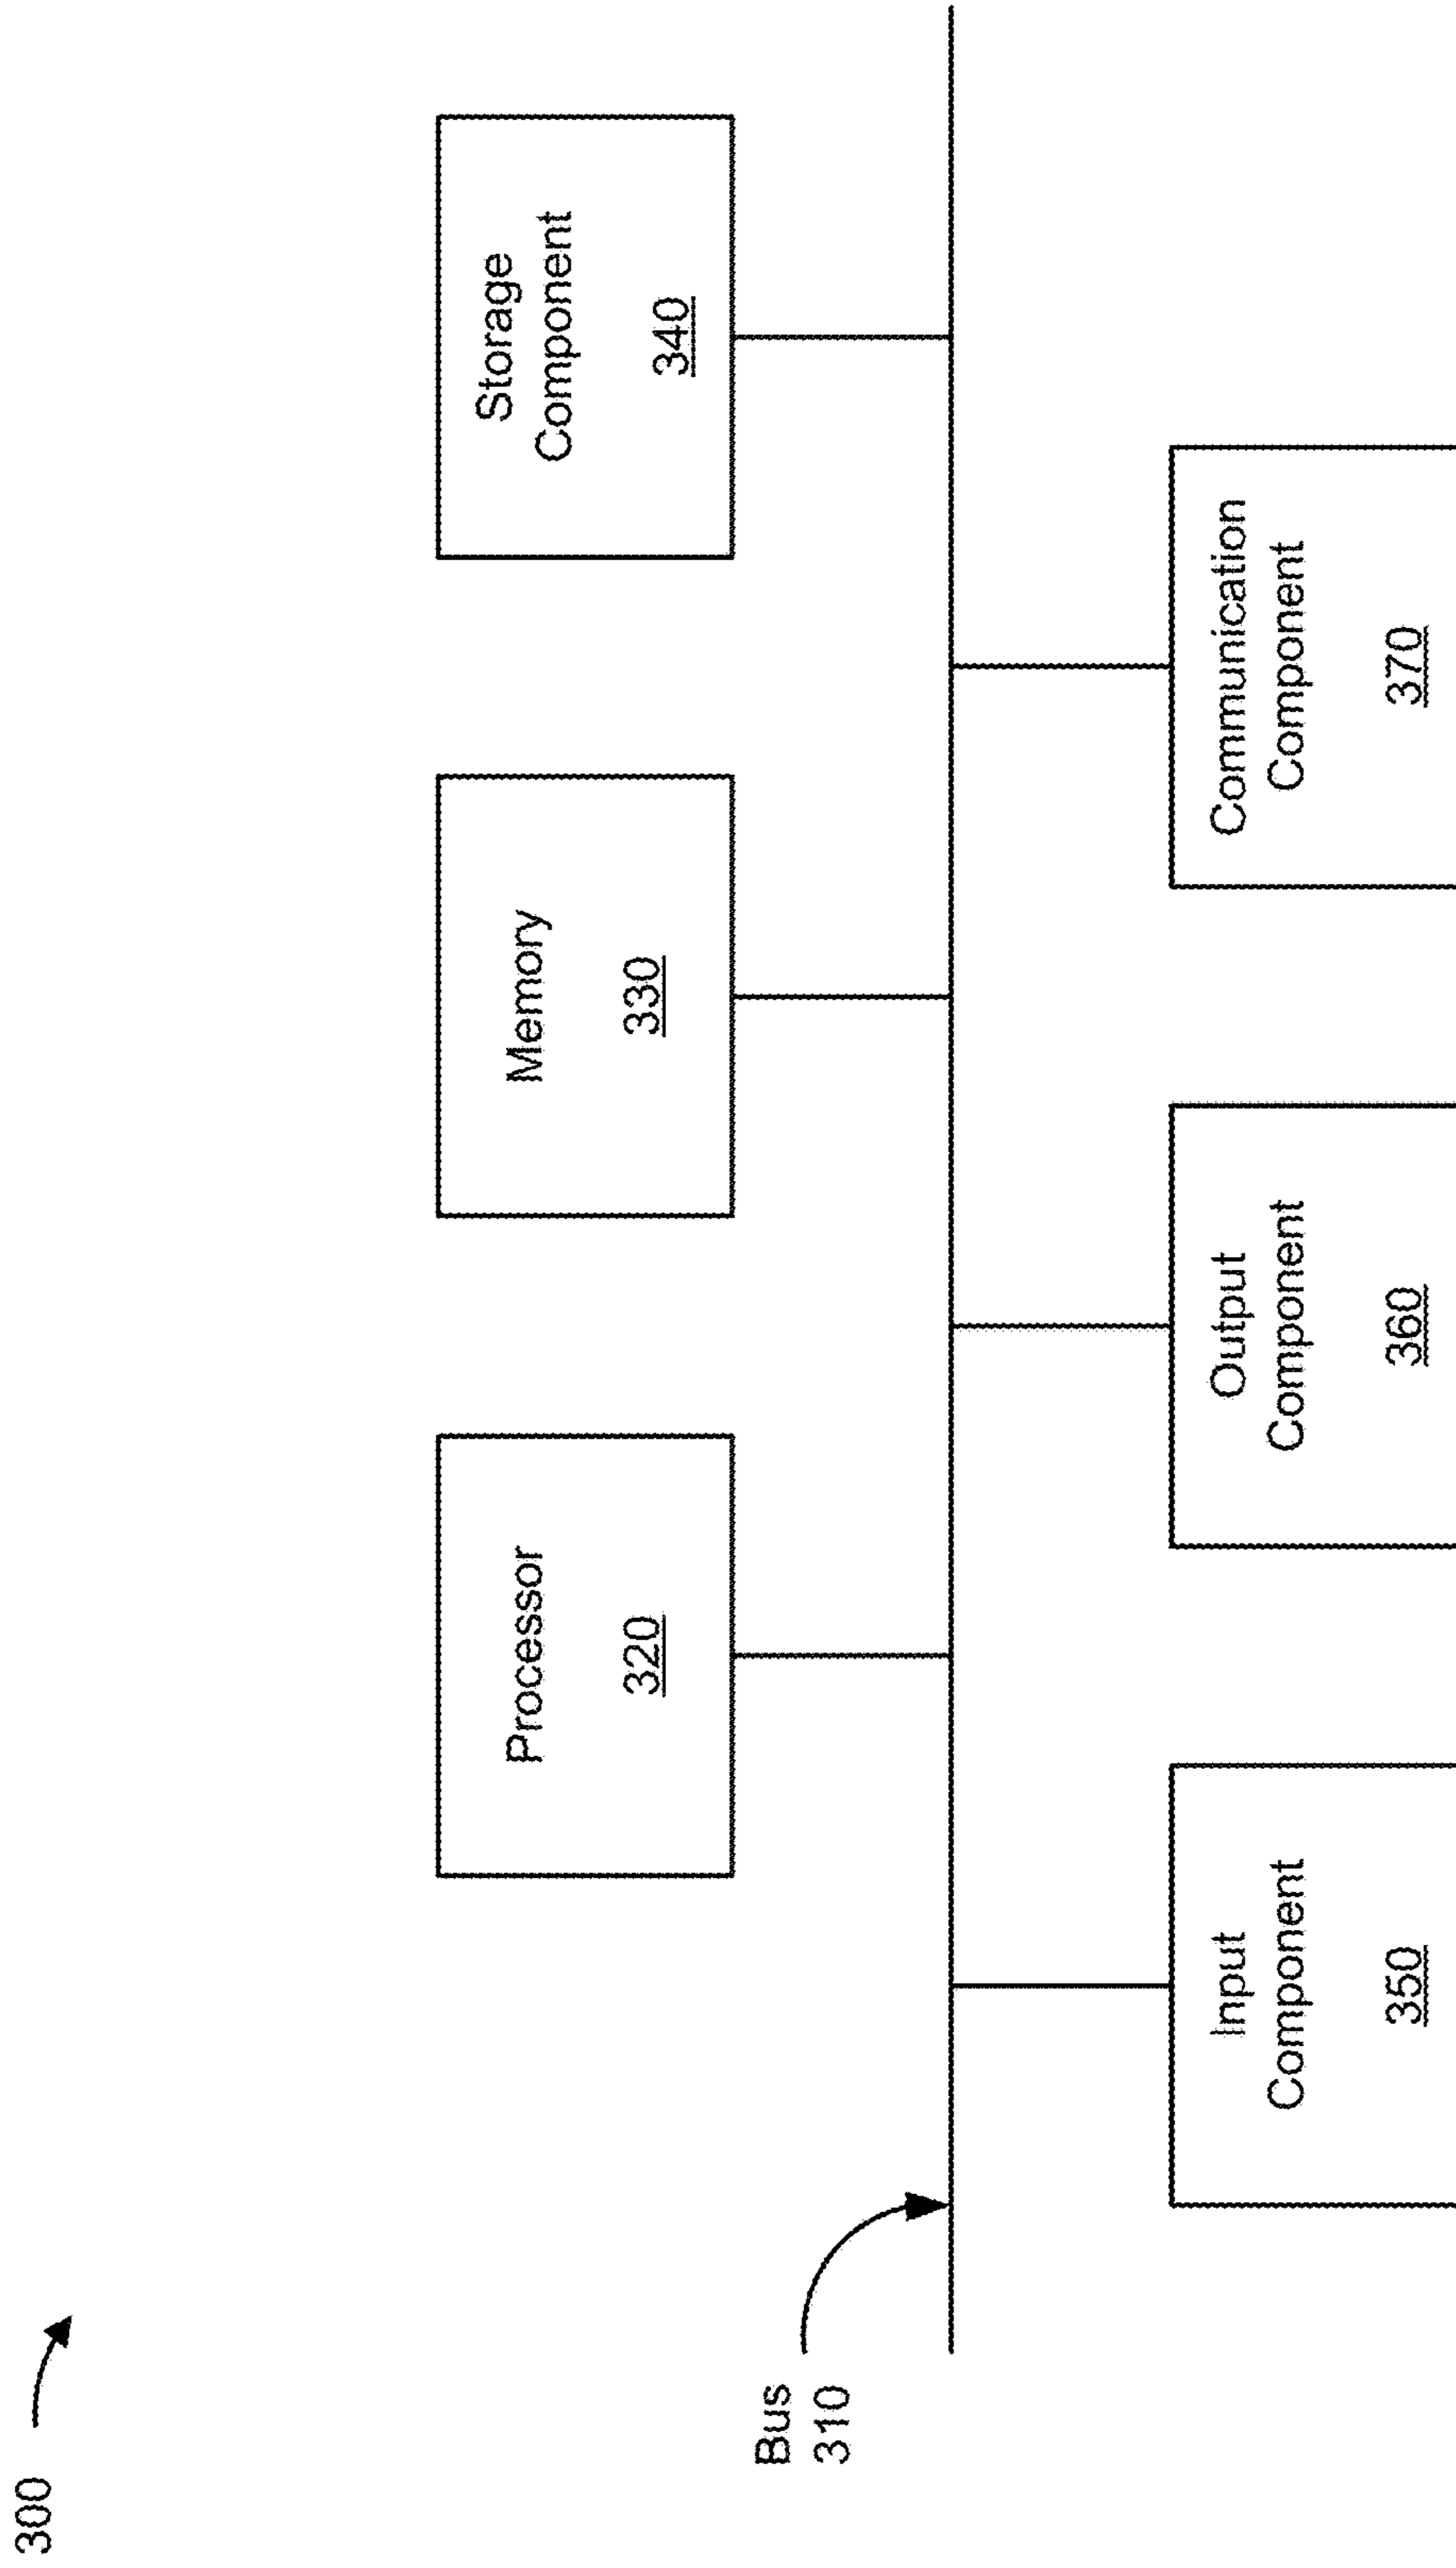 300
Processor
320
Memory
330
Storage
Component
340
Bus
310
Input
Component
350
Output
Component
360
Communication
Component
370